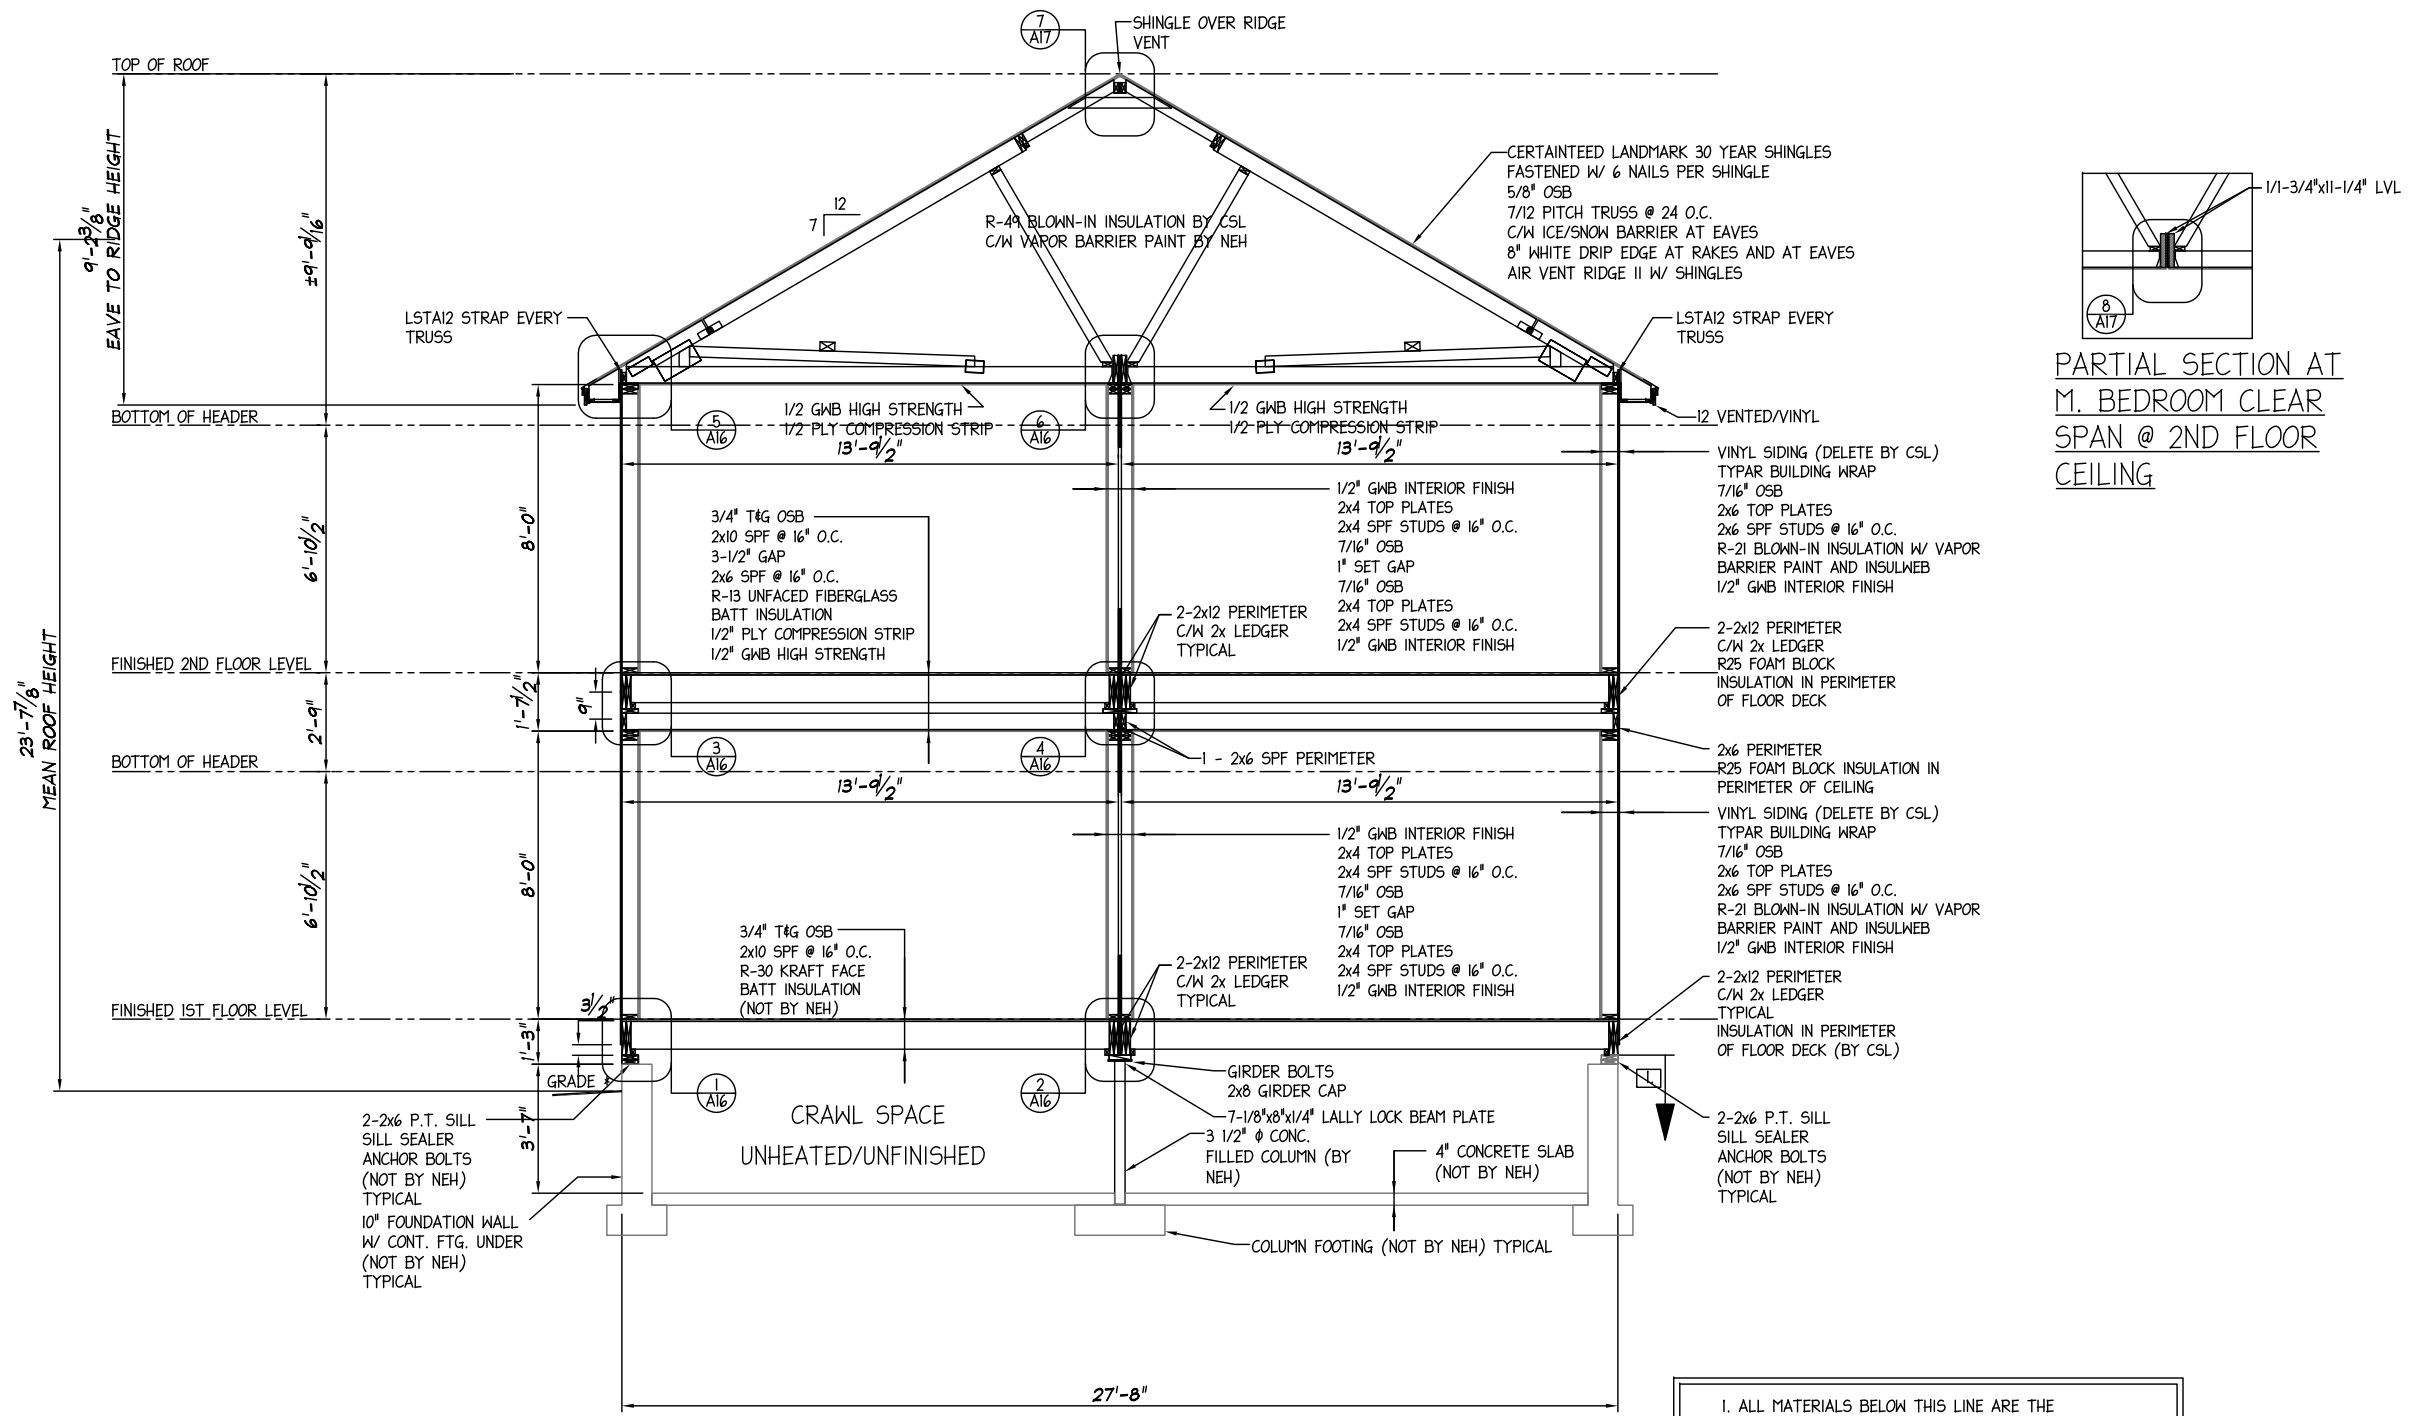 7
A17
SHINGLE OVER RIDGE
VENT
TOP OF ROOF
9'-2 3/8"
EAVE TO RIDGE HEIGHT
±9'-9/16"
12
7
R-49 BLOWN-IN INSULATION BY CSL
C/W VAPOR BARRIER PAINT BY NEH
CERTAINTEED LANDMARK 30 YEAR SHINGLES
FASTENED W/ 6 NAILS PER SHINGLE
5/8" OSB
7/12 PITCH TRUSS @ 24 O.C.
C/W ICE/SNOW BARRIER AT EAVES
8" WHITE DRIP EDGE AT RAKES AND AT EAVES
AIR VENT RIDGE II W/ SHINGLES
1/1-3/4"x11-1/4" LVL
8
A17
PARTIAL SECTION AT
M. BEDROOM CLEAR
SPAN @ 2ND FLOOR
CEILING
LSTA12 STRAP EVERY
TRUSS
LSTA12 STRAP EVERY
TRUSS
BOTTOM OF HEADER
1/2 GWB HIGH STRENGTH
1/2 PLY COMPRESSION STRIP
5
A16
6
A16
1/2 GWB HIGH STRENGTH
1/2 PLY COMPRESSION STRIP
12 VENTED/VINYL
13'-9 1/2"
13'-9 1/2"
VINYL SIDING (DELETE BY CSL)
TYPAR BUILDING WRAP
7/16" OSB
2x6 TOP PLATES
2x6 SPF STUDS @ 16" O.C.
R-21 BLOWN-IN INSULATION W/ VAPOR
BARRIER PAINT AND INSULWEB
1/2" GWB INTERIOR FINISH
6'-10 1/2"
8'-0"
3/4" T&G OSB
2x10 SPF @ 16" O.C.
3-1/2" GAP
2x6 SPF @ 16" O.C.
R-13 UNFACED FIBERGLASS
BATT INSULATION
1/2" PLY COMPRESSION STRIP
1/2" GWB HIGH STRENGTH
1/2" GWB INTERIOR FINISH
2x4 TOP PLATES
2x4 SPF STUDS @ 16" O.C.
7/16" OSB
1" SET GAP
7/16" OSB
2x4 TOP PLATES
2x4 SPF STUDS @ 16" O.C.
1/2" GWB INTERIOR FINISH
2-2x12 PERIMETER
C/W 2x LEDGER
TYPICAL
2-2x12 PERIMETER
C/W 2x LEDGER
R25 FOAM BLOCK
INSULATION IN PERIMETER
OF FLOOR DECK
FINISHED 2ND FLOOR LEVEL
23'-7 7/8"
MEAN ROOF HEIGHT
2'-9"
1'-7 1/2"
9"
3
A16
4
A16
1 - 2x6 SPF PERIMETER
2x6 PERIMETER
R25 FOAM BLOCK INSULATION IN
PERIMETER OF CEILING
BOTTOM OF HEADER
13'-9 1/2"
13'-9 1/2"
VINYL SIDING (DELETE BY CSL)
TYPAR BUILDING WRAP
7/16" OSB
2x6 TOP PLATES
2x6 SPF STUDS @ 16" O.C.
R-21 BLOWN-IN INSULATION W/ VAPOR
BARRIER PAINT AND INSULWEB
1/2" GWB INTERIOR FINISH
6'-10 1/2"
8'-0"
1/2" GWB INTERIOR FINISH
2x4 TOP PLATES
2x4 SPF STUDS @ 16" O.C.
7/16" OSB
1" SET GAP
7/16" OSB
2x4 TOP PLATES
2x4 SPF STUDS @ 16" O.C.
1/2" GWB INTERIOR FINISH
3/4" T&G OSB
2x10 SPF @ 16" O.C.
R-30 KRAFT FACE
BATT INSULATION
(NOT BY NEH)
2-2x12 PERIMETER
C/W 2x LEDGER
TYPICAL
2-2x12 PERIMETER
C/W 2x LEDGER
TYPICAL
INSULATION IN PERIMETER
OF FLOOR DECK (BY CSL)
FINISHED 1ST FLOOR LEVEL
3 1/2"
1'-3"
GRADE ±
1
A16
2
A16
GIRDER BOLTS
2x8 GIRDER CAP
7-1/8"x8"x1/4" LALLY LOCK BEAM PLATE
3 1/2" ϕ CONC.
FILLED COLUMN (BY
NEH)
1
CRAWL SPACE
UNHEATED/UNFINISHED
4" CONCRETE SLAB
(NOT BY NEH)
3'-7"
2-2x6 P.T. SILL
SILL SEALER
ANCHOR BOLTS
(NOT BY NEH)
TYPICAL
10" FOUNDATION WALL
W/ CONT. FTG. UNDER
(NOT BY NEH)
TYPICAL
2-2x6 P.T. SILL
SILL SEALER
ANCHOR BOLTS
(NOT BY NEH)
TYPICAL
COLUMN FOOTING (NOT BY NEH) TYPICAL
27'-8"
1. ALL MATERIALS BELOW THIS LINE ARE THE